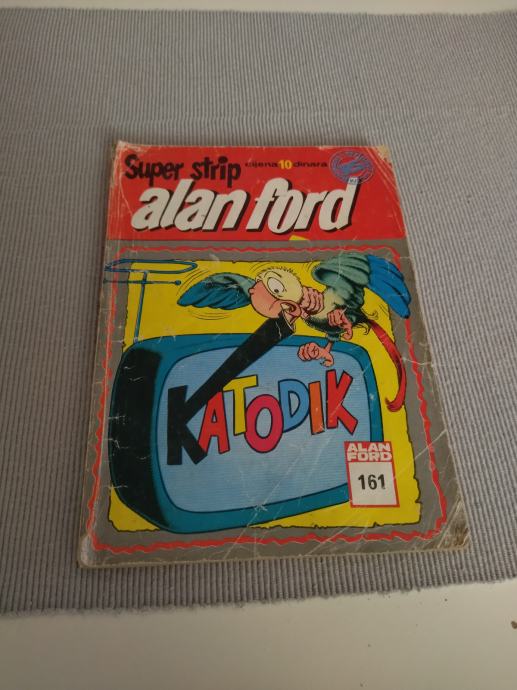 Super strip cijena 10 dinara
alan ford
KATODIK
ALAN
FORD
161